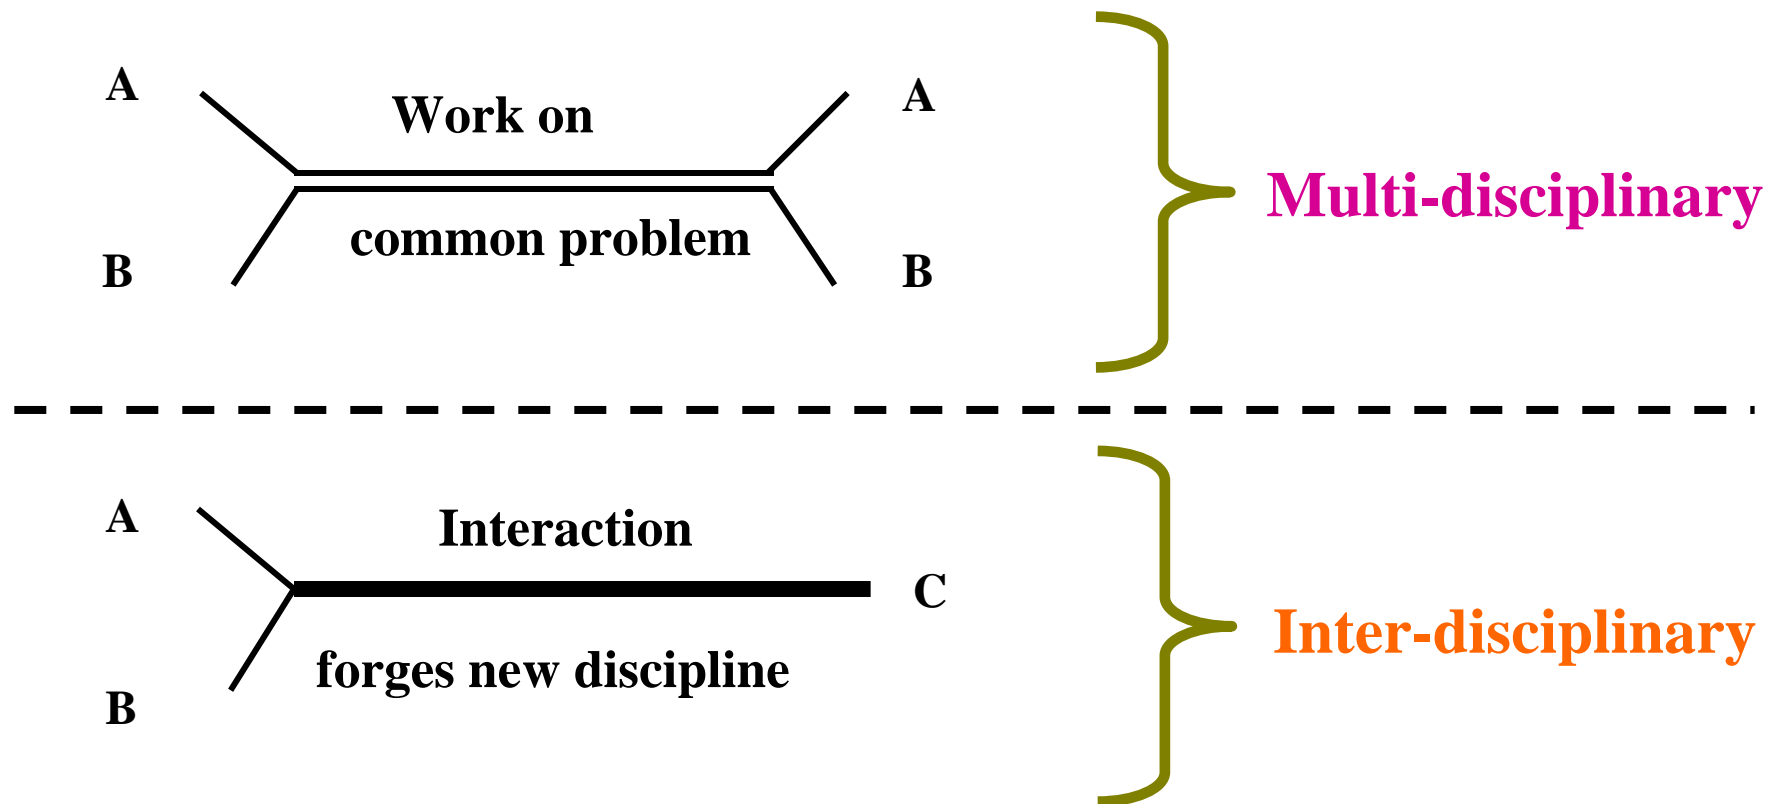 A
Work on
A
Multi-disciplinary
common problem
B
B
A
Interaction
C
Inter-disciplinary
forges new discipline
B